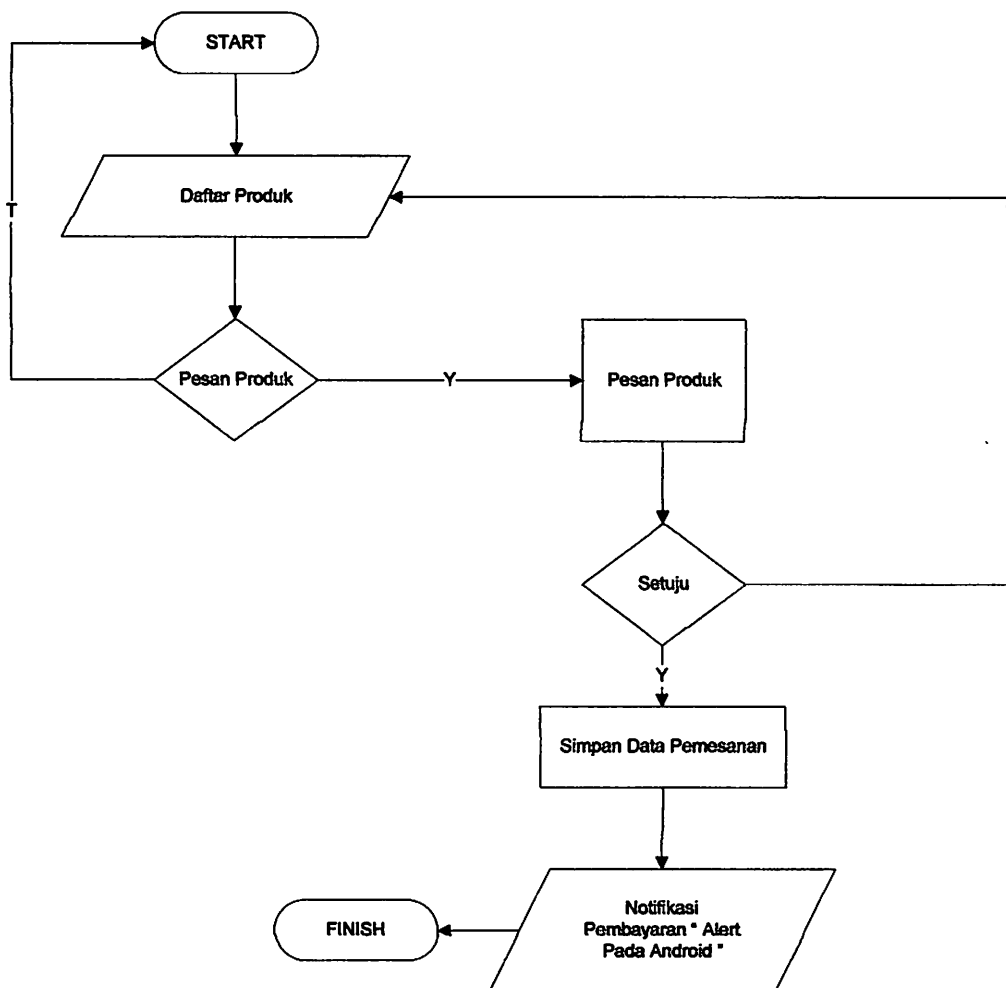 START
Daftar Produk
T
Pesan Produk
Y
Pesan Produk
Setuju
Y
Simpan Data Pemesanan
Notifikasi
Pembayaran " Alert
Pada Android "
FINISH